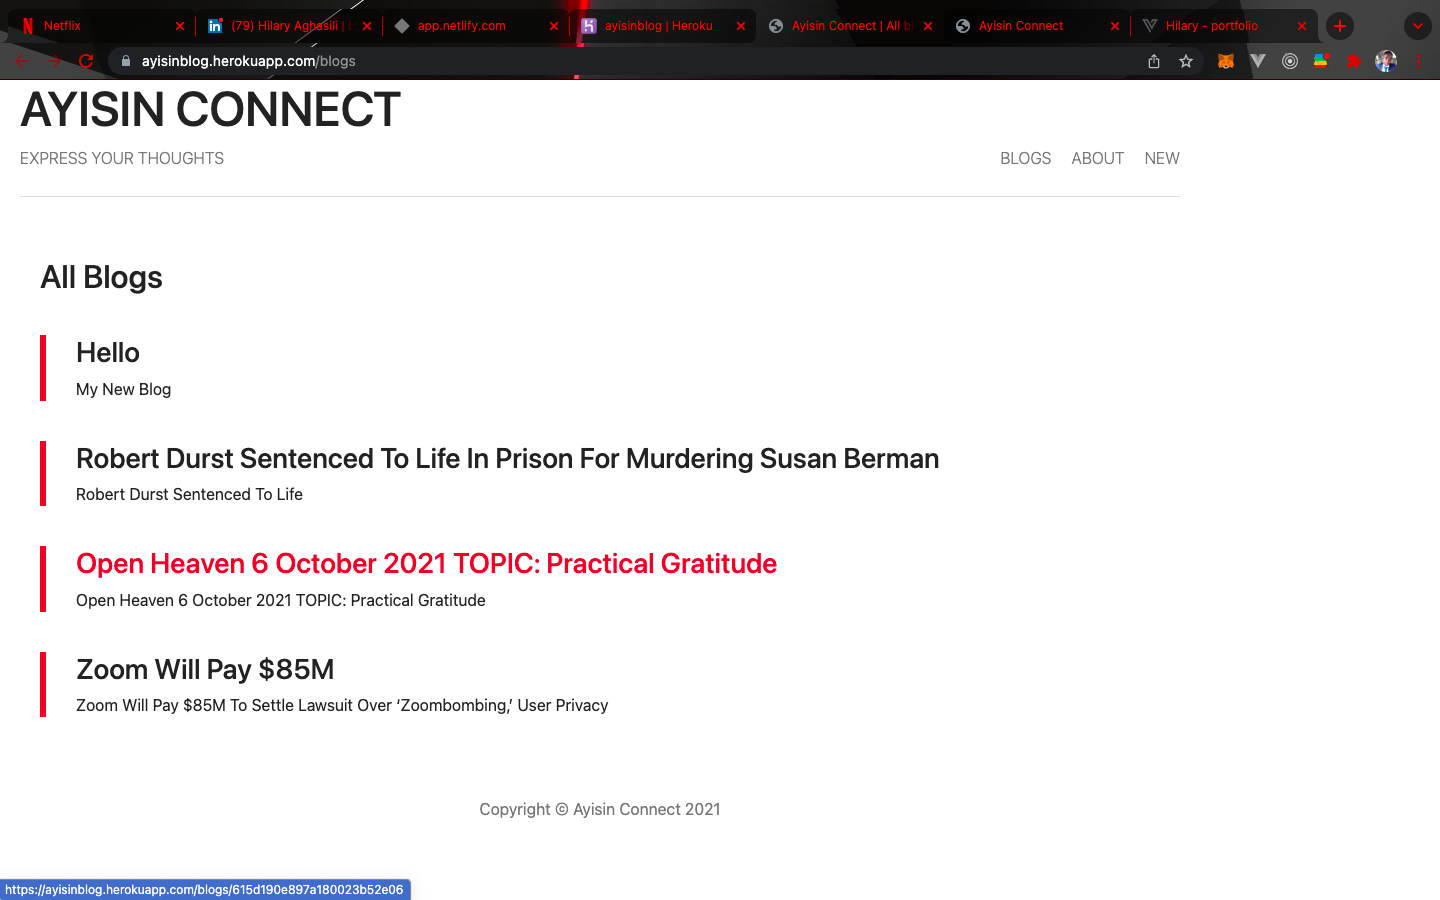 Netflix
(79) Hilary Agbasili |
app.netlify.com
ayisinblog | Heroku
Ayisin Connect | All b
Ayisin Connect
Hilary - portfolio
ayisinblog.herokuapp.com/blogs
AYISIN CONNECT
EXPRESS YOUR THOUGHTS
BLOGS ABOUT NEW
All Blogs
Hello
My New Blog
Robert Durst Sentenced To Life In Prison For Murdering Susan Berman
Robert Durst Sentenced To Life
Open Heaven 6 October 2021 TOPIC: Practical Gratitude
Open Heaven 6 October 2021 TOPIC: Practical Gratitude
Zoom Will Pay $85M
Zoom Will Pay $85M To Settle Lawsuit Over ‘Zoombombing,’ User Privacy
Copyright © Ayisin Connect 2021
https://ayisinblog.herokuapp.com/blogs/615d190e897a180023b52e06